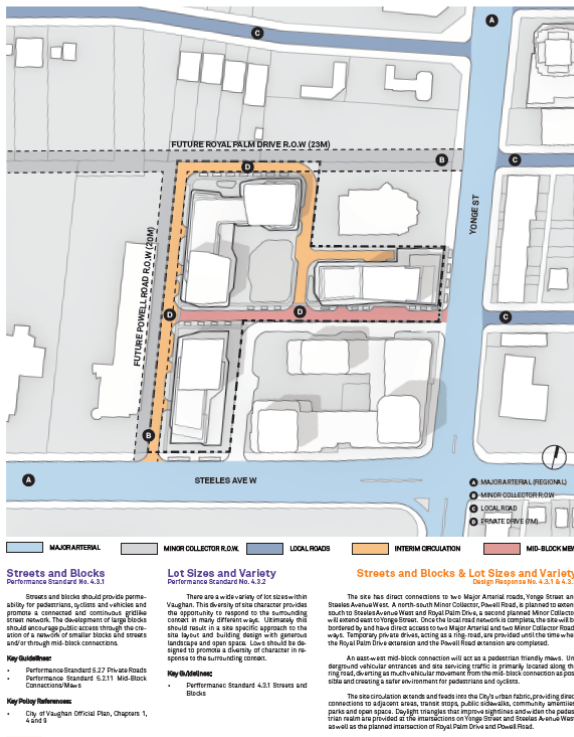 C
A
FUTURE ROYAL PALM DRIVE R.O.W (23M)
D
B
C
YONGE ST
FUTURE POWELL ROAD R.O.W (20M)
D
D
C
B
STEELES AVE W
A
A MAJOR ARTERIAL (REGIONAL)
B MINOR COLLECTOR R.O.W
C LOCAL ROAD
D PRIVATE DRIVE (7M)
MAJOR ARTERIAL
MINOR COLLECTOR R.O.W.
LOCAL ROADS
INTERIM CIRCULATION
MID-BLOCK MEW
Streets and Blocks
Performance Standard No. 4.3.1
Streets and blocks should provide perme-
ability for pedestrians, cyclists and vehicles and
promote a connected and continuous gridlike
street network. The development of large blocks
should encourage public access through the cre-
ation of a network of smaller blocks and streets
and/or through mid-block connections.
Key Guidelines:
• Performance Standard 5.2.7 Private Roads
• Performance Standard 5.2.11 Mid-Block
Connections/Mews
Key Policy References:
• City of Vaughan Official Plan, Chapters 1,
4 and 9
Lot Sizes and Variety
Performance Standard No. 4.3.2
There are a wide variety of lot sizes within
Vaughan. This diversity of site character provides
the opportunity to respond to the surrounding
context in many different ways. Ultimately this
should result in a site specific approach to the
site layout and building design with generous
landscape and open space. Lots should be de-
signed to promote a diversity of character in re-
sponse to the surrounding context.
Key Guidelines:
• Performance Standard 4.3.1 Streets and
Blocks
Streets and Blocks & Lot Sizes and Variety
Design Response No. 4.3.1 & 4.3.
The site has direct connections to two Major Arterial roads, Yonge Street an
Steeles Avenue West. A north-south Minor Collector, Powell Road, is planned to exten
south to Steeles Avenue West and Royal Palm Drive, a second planned Minor Collecto
will extend east to Yonge Street. Once the local road network is complete, the site will b
bordered by and have direct access to two Major Arterial and two Minor Collector Road
ways. Temporary private drives, acting as a ring-road, are provided until the time whe
the Royal Palm Drive extension and the Powell Road extension are completed.
An east-west mid-block connection will act as a pedestrian friendly mews. Un
derground vehicular entrances and site servicing traffic is primarily located along th
ring road, diverting as much vehicular movement from the mid-block connection as pos
sible and creating a safer environment for pedestrians and cyclists.
The site circulation extends and feeds into the City's urban fabric, providing direc
connections to adjacent areas, transit stops, public sidewalks, community amenitie
parks and open space. Daylight triangles that improve sightlines and widen the pedes
trian realm are provided at the intersections on Yonge Street and Steeles Avenue West
as well as the planned intersection of Royal Palm Drive and Powell Road.